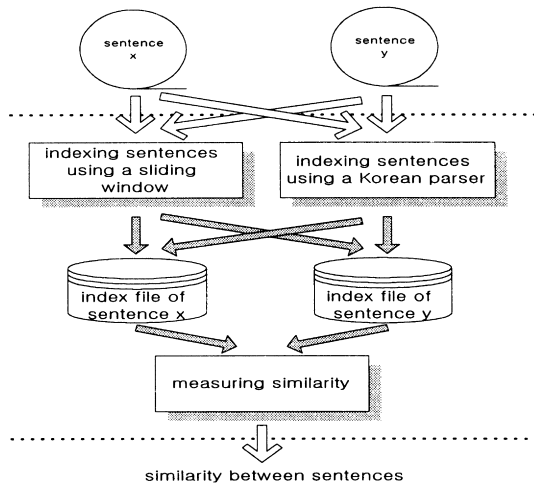 sentence
x
sentence
y
indexing sentences
using a sliding
window
indexing sentences
using a Korean parser
index file of
sentence x
index file of
sentence y
measuring similarity
similarity between sentences